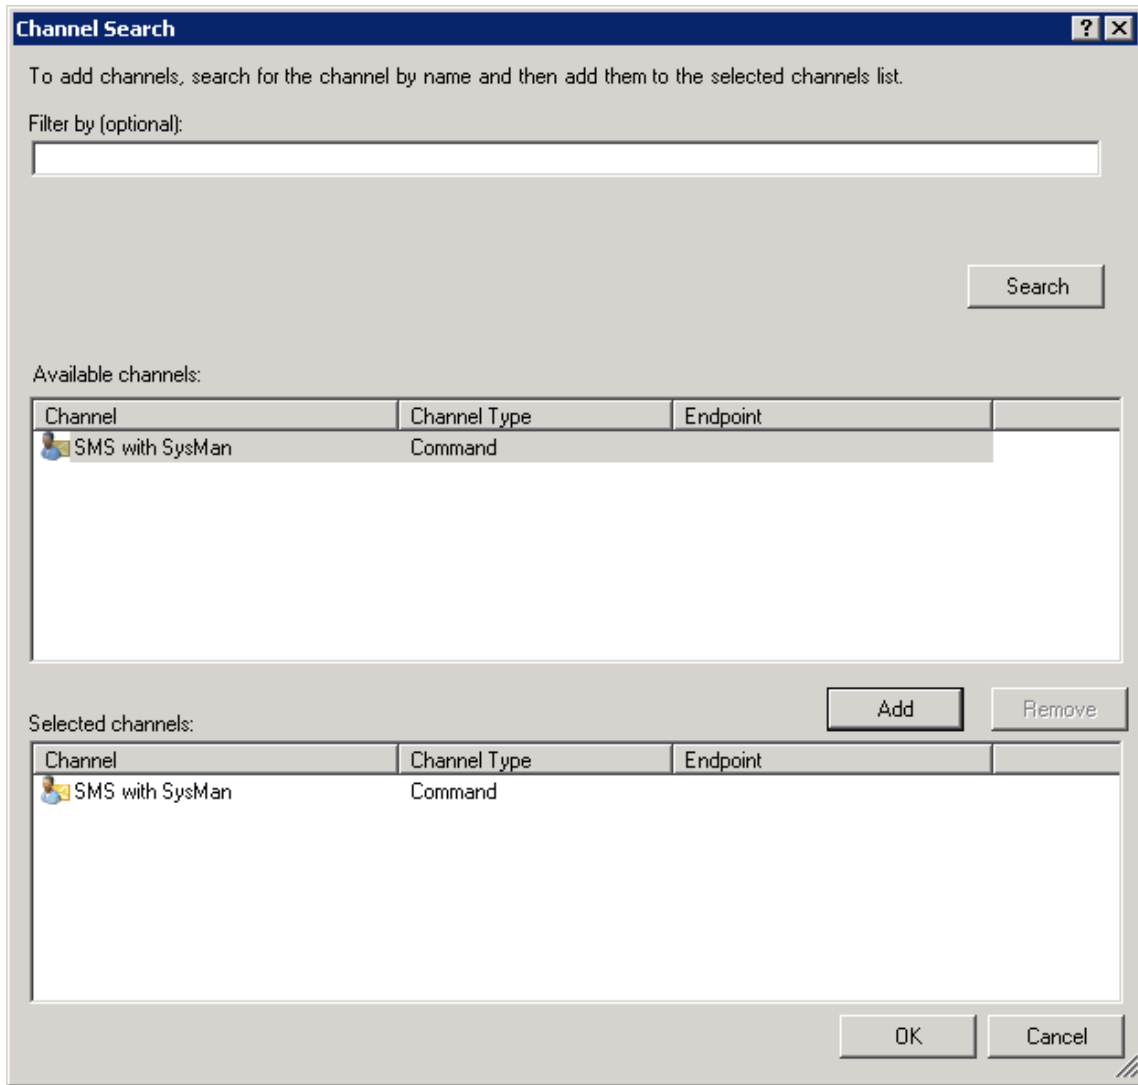 Channel Search
To add channels, search for the channel by name and then add them to the selected channels list.
Filter by (optional):
Search
Available channels:
Channel Channel Type Endpoint
SMS with SysMan Command
Add Remove
Selected channels:
Channel Channel Type Endpoint
SMS with SysMan Command
OK Cancel